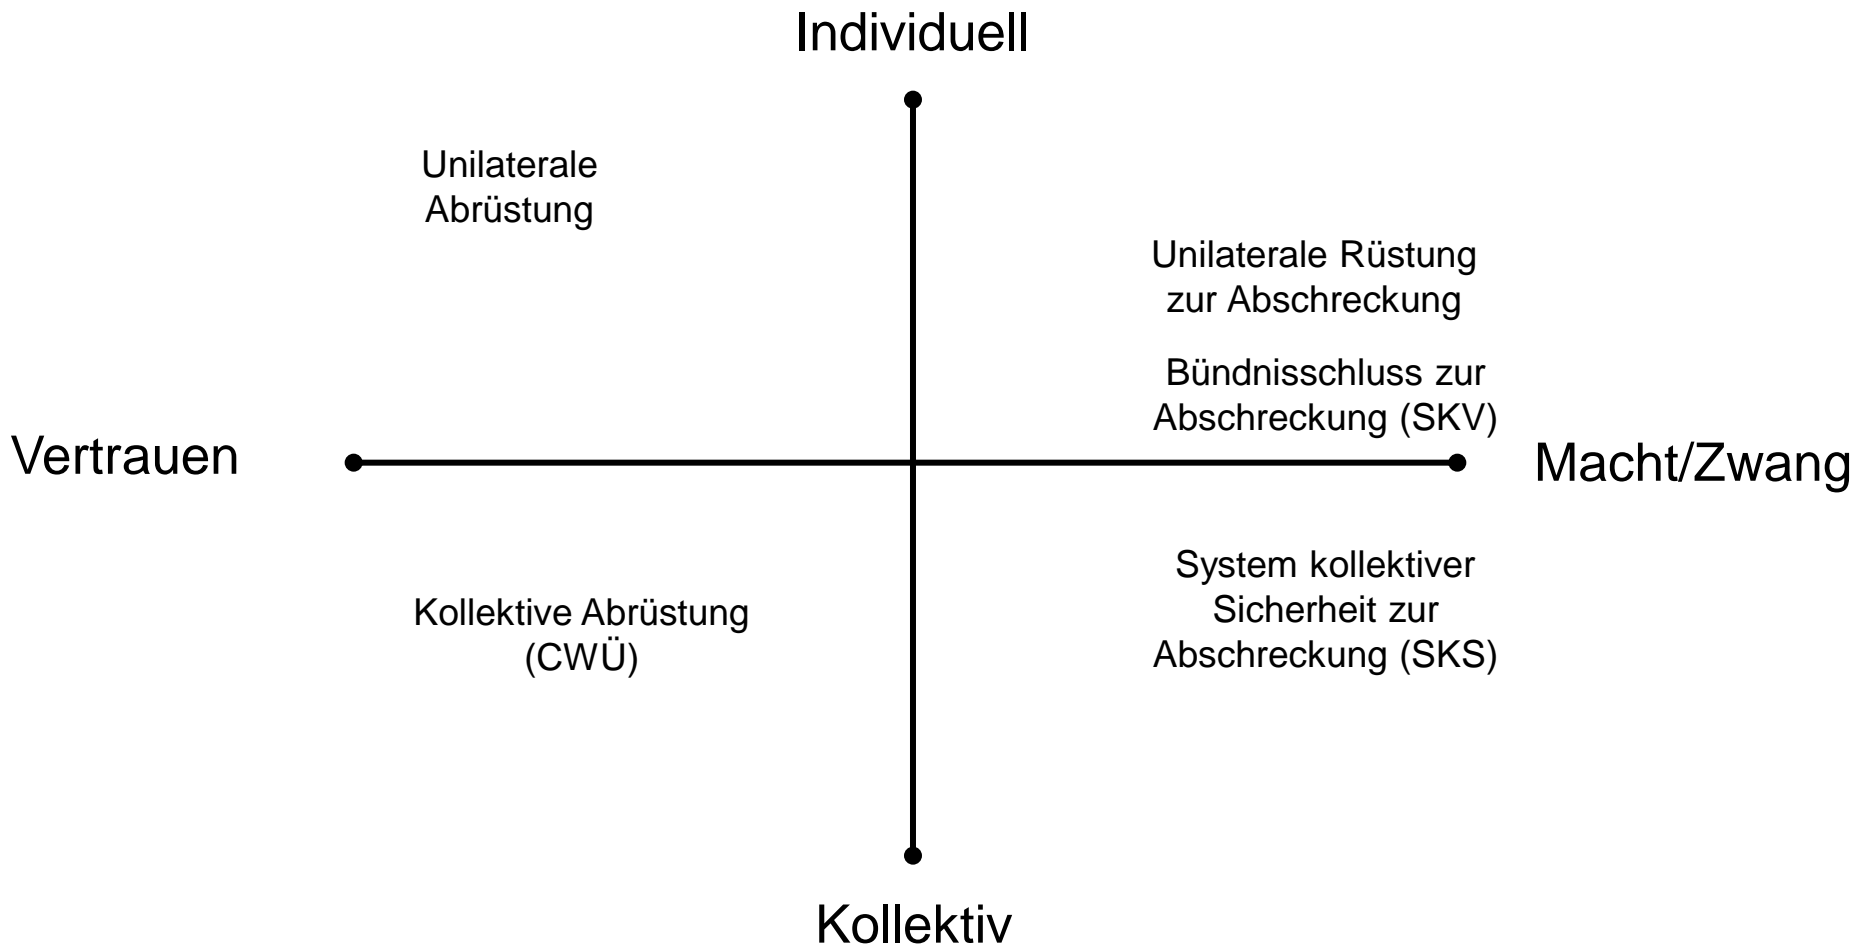 Individuell
Unilaterale
Abrüstung
Unilaterale Rüstung
zur Abschreckung
Bündnisschluss zur
Abschreckung (SKV)
Vertrauen
Macht/Zwang
Kollektive Abrüstung
(CWÜ)
System kollektiver
Sicherheit zur
Abschreckung (SKS)
Kollektiv